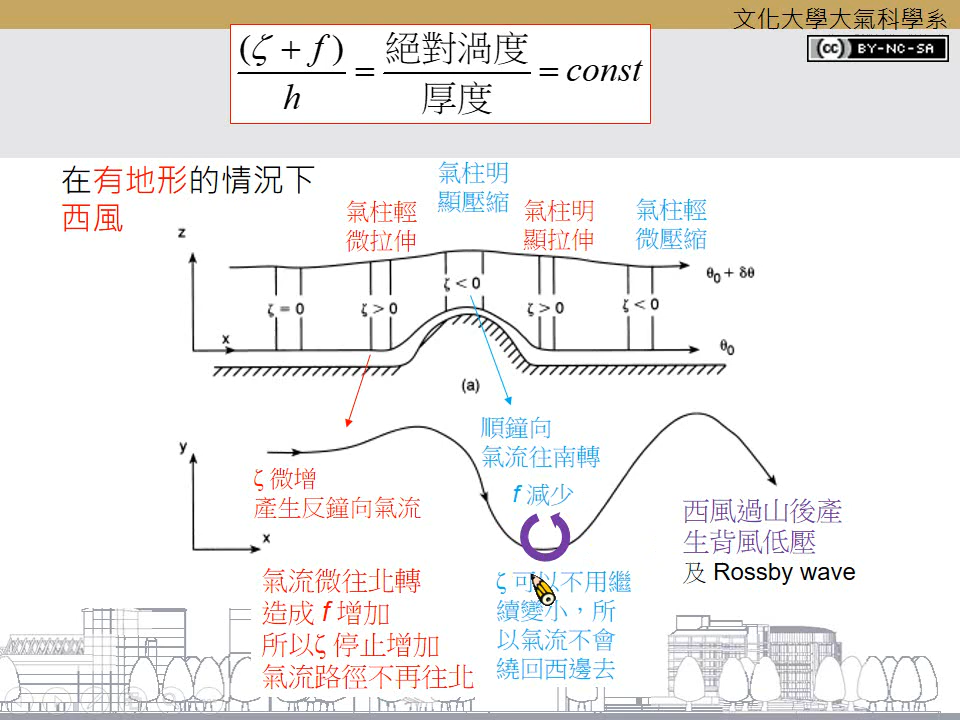 文化大學大氣科學系
cc BY-NC-SA
(ζ + f) / h = 絕對渦度 / 厚度 = const
在有地形的情況下
西風
氣柱輕
微拉伸
氣柱明
顯壓縮
氣柱明
顯拉伸
氣柱輕
微壓縮
z
θ₀ + δθ
ζ = 0
ζ > 0
ζ < 0
ζ > 0
ζ < 0
x
θ₀
(a)
y
x
ζ 微增
產生反鐘向氣流
順鐘向
氣流往南轉
f 減少
西風過山後產
生背風低壓
及 Rossby wave
氣流微往北轉
造成 f 增加
所以ζ 停止增加
氣流路徑不再往北
ζ 可以不用繼
續變小，所
以氣流不會
繞回西邊去